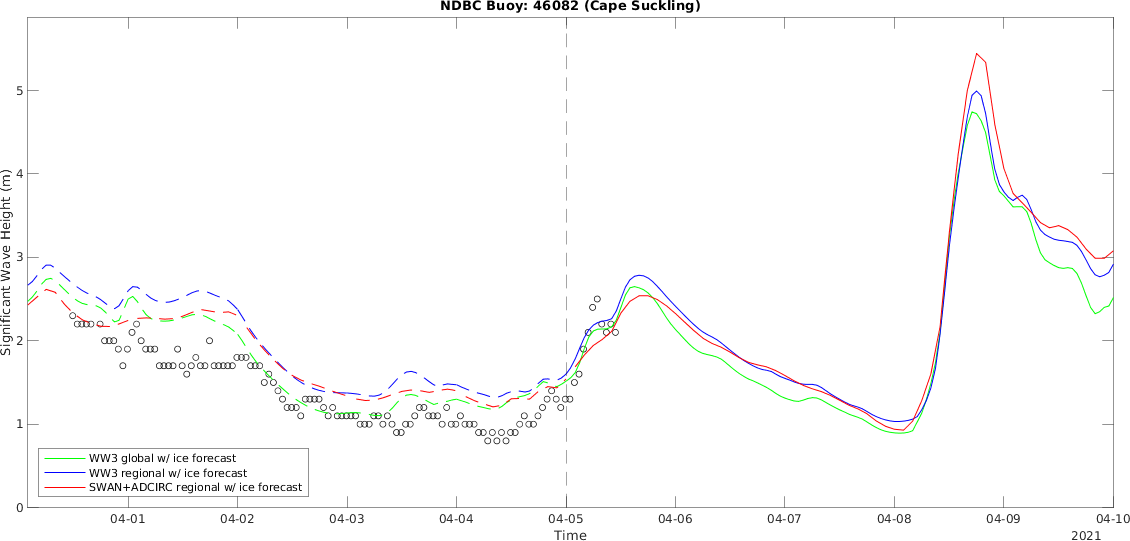 NDBC Buoy: 46082 (Cape Suckling)
Significant Wave Height (m)
5
4
3
2
1
0
WW3 global w/ ice forecast
WW3 regional w/ ice forecast
SWAN+ADCIRC regional w/ ice forecast
04-01 04-02 04-03 04-04 04-05 04-06 04-07 04-08 04-09 04-10
Time
2021